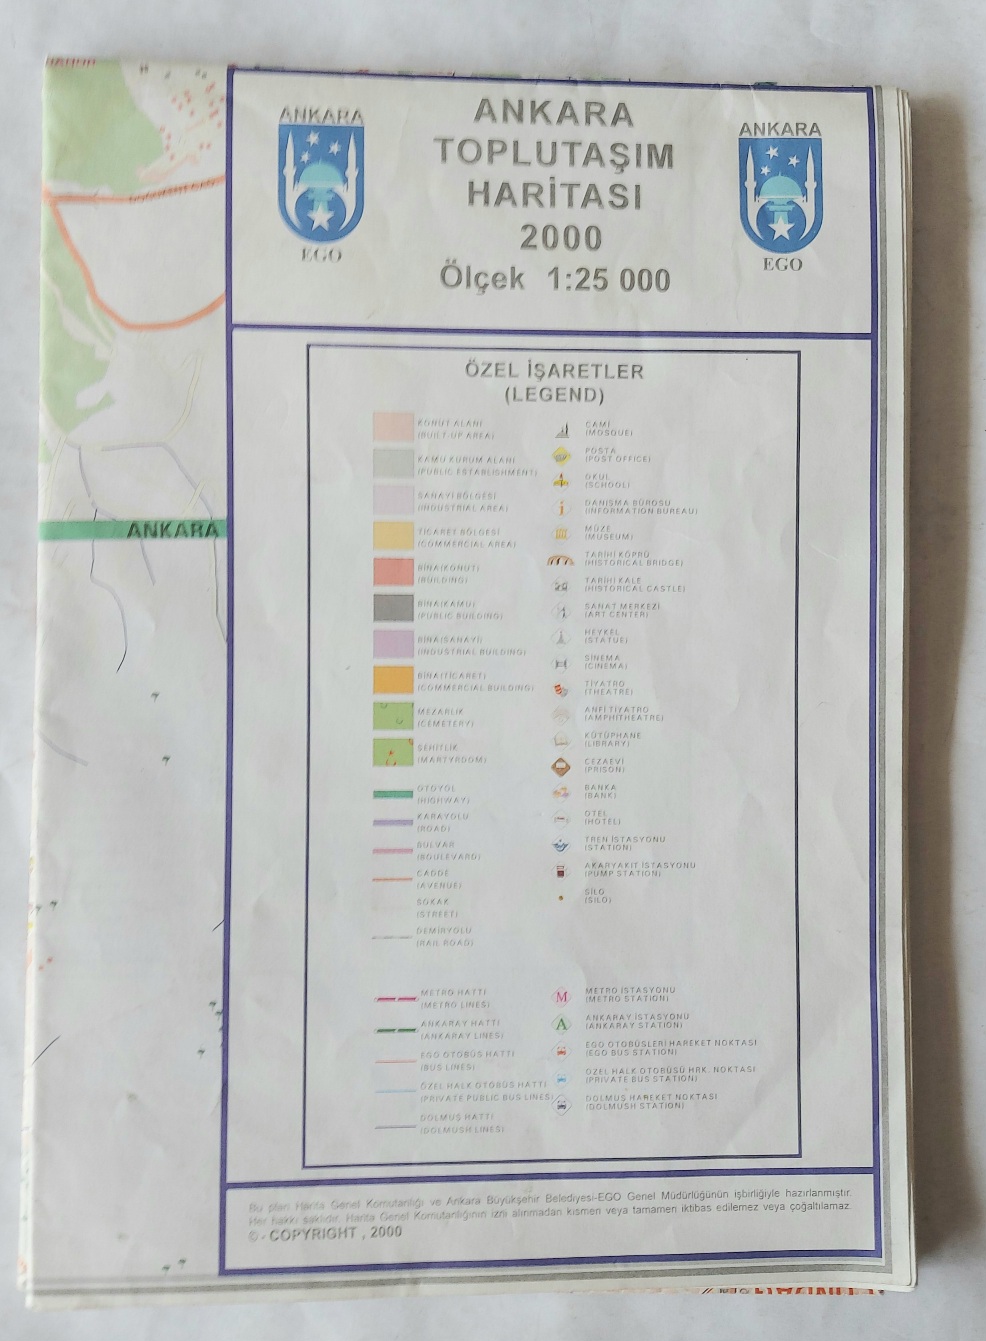 ANKARA
EGO
ANKARA
TOPLUTAŞIM
HARİTASI
2000
Ölçek 1:25 000
ANKARA
EGO
ANKARA
ÖZEL İŞARETLER
(LEGEND)
KONUT ALANI
(BUILT-UP AREA)
KAMU KURUM ALANI
(PUBLIC ESTABLISHMENT)
SANAYİ BÖLGESİ
(INDUSTRIAL AREA)
TİCARET BÖLGESİ
(COMMERCIAL AREA)
BİNA(KONUT)
(BUILDING)
BİNA(KAMU)
(PUBLIC BUILDING)
BİNA(SANAYİ)
(INDUSTRIAL BUILDING)
BİNA(TİCARET)
(COMMERCIAL BUILDING)
MEZARLIK
(CEMETERY)
ŞEHİTLİK
(MARTYRDOM)
OTOYOL
(HIGHWAY)
KARAYOLU
(ROAD)
BULVAR
(BOULEVARD)
CADDE
(AVENUE)
SOKAK
(STREET)
DEMİRYOLU
(RAIL ROAD)
METRO HATTI
(METRO LINES)
ANKARAY HATTI
(ANKARAY LINES)
EGO OTOBÜS HATTI
(BUS LINES)
ÖZEL HALK OTOBÜS HATTI
(PRIVATE PUBLIC BUS LINES)
DOLMUŞ HATTI
(DOLMUSH LINES)
CAMİ
(MOSQUE)
POSTA
(POST OFFICE)
OKUL
(SCHOOL)
DANIŞMA BÜROSU
(INFORMATION BUREAU)
MÜZE
(MUSEUM)
TARİHİ KÖPRÜ
(HISTORICAL BRIDGE)
TARİHİ KALE
(HISTORICAL CASTLE)
SANAT MERKEZİ
(ART CENTER)
HEYKEL
(STATUE)
SİNEMA
(CINEMA)
TİYATRO
(THEATRE)
ANFİ TİYATRO
(AMPHITHEATRE)
KÜTÜPHANE
(LIBRARY)
CEZAEVİ
(PRISON)
BANKA
(BANK)
OTEL
(HOTEL)
TREN İSTASYONU
(STATION)
AKARYAKIT İSTASYONU
(PUMP STATION)
SİLO
(SILO)
M
METRO İSTASYONU
(METRO STATION)
A
ANKARAY İSTASYONU
(ANKARAY STATION)
EGO OTOBÜSLERİ HAREKET NOKTASI
(EGO BUS STATION)
ÖZEL HALK OTOBÜSÜ HRK. NOKTASI
(PRIVATE BUS STATION)
DOLMUŞ HAREKET NOKTASI
(DOLMUSH STATION)
Bu plan Harita Genel Komutanlığı ve Ankara Büyükşehir Belediyesi-EGO Genel Müdürlüğünün işbirliğiyle hazırlanmıştır.
Her hakkı saklıdır. Harita Genel Komutanlığının izni alınmadan kısmen veya tamamen iktibas edilemez veya çoğaltılamaz.
© - COPYRIGHT , 2000